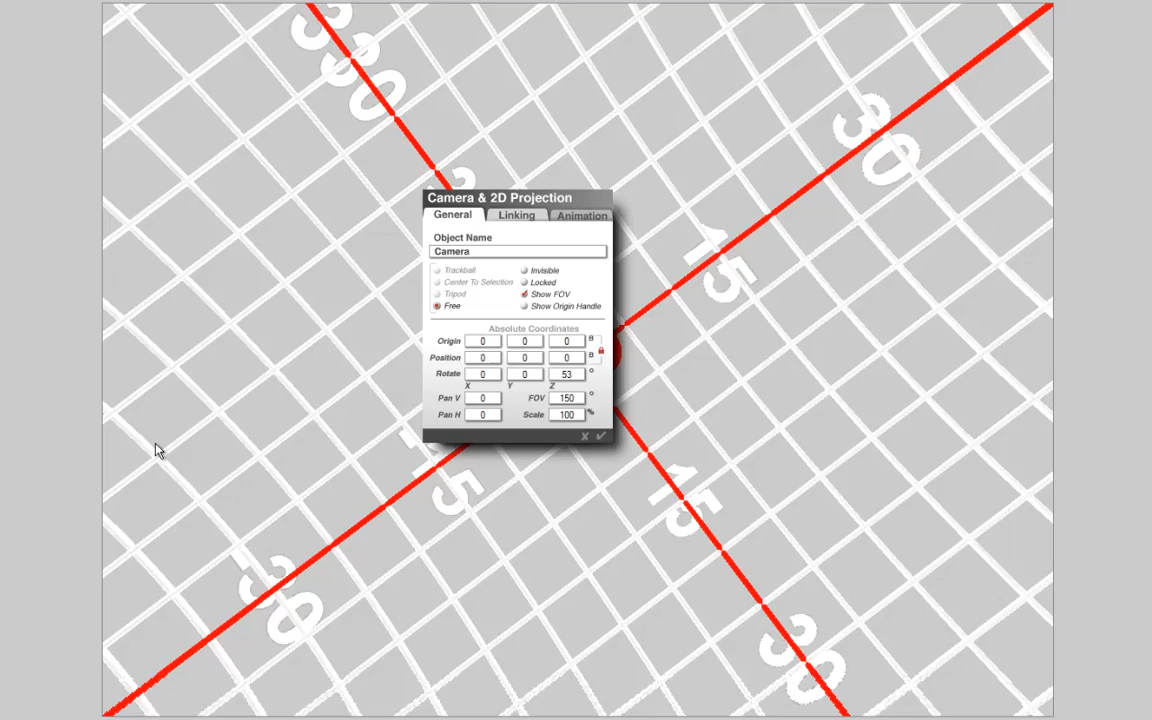 330
30
15
Camera & 2D Projection
General Linking Animation
Object Name
Camera
Trackball Invisible
Center To Selection Locked
Tripod Show FOV
Free Show Origin Handle
Absolute Coordinates
Origin 0 0 0 B
Position 0 0 0 B
Rotate 0 0 53 °
X Y Z
Pan V 0 FOV 150 °
Pan H 0 Scale 100 %
-15
15
-30
30